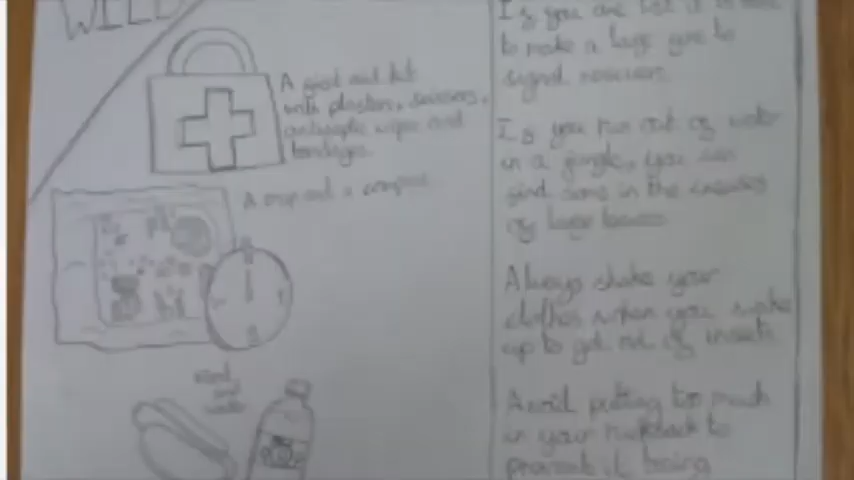 WILD
A first aid kit
with plasters, scissors,
antiseptic wipes and
bandages.
A map and a compass
food
and
water
If you are lost it is
to make a large fire to
signal rescuers.
If you run out of water
in a jungle, you can
find some in the creases
of large leaves
Always shake your
clothes when you wake
up to get rid of insects.
Avoid putting too much
in your rucksack to
prevent it being